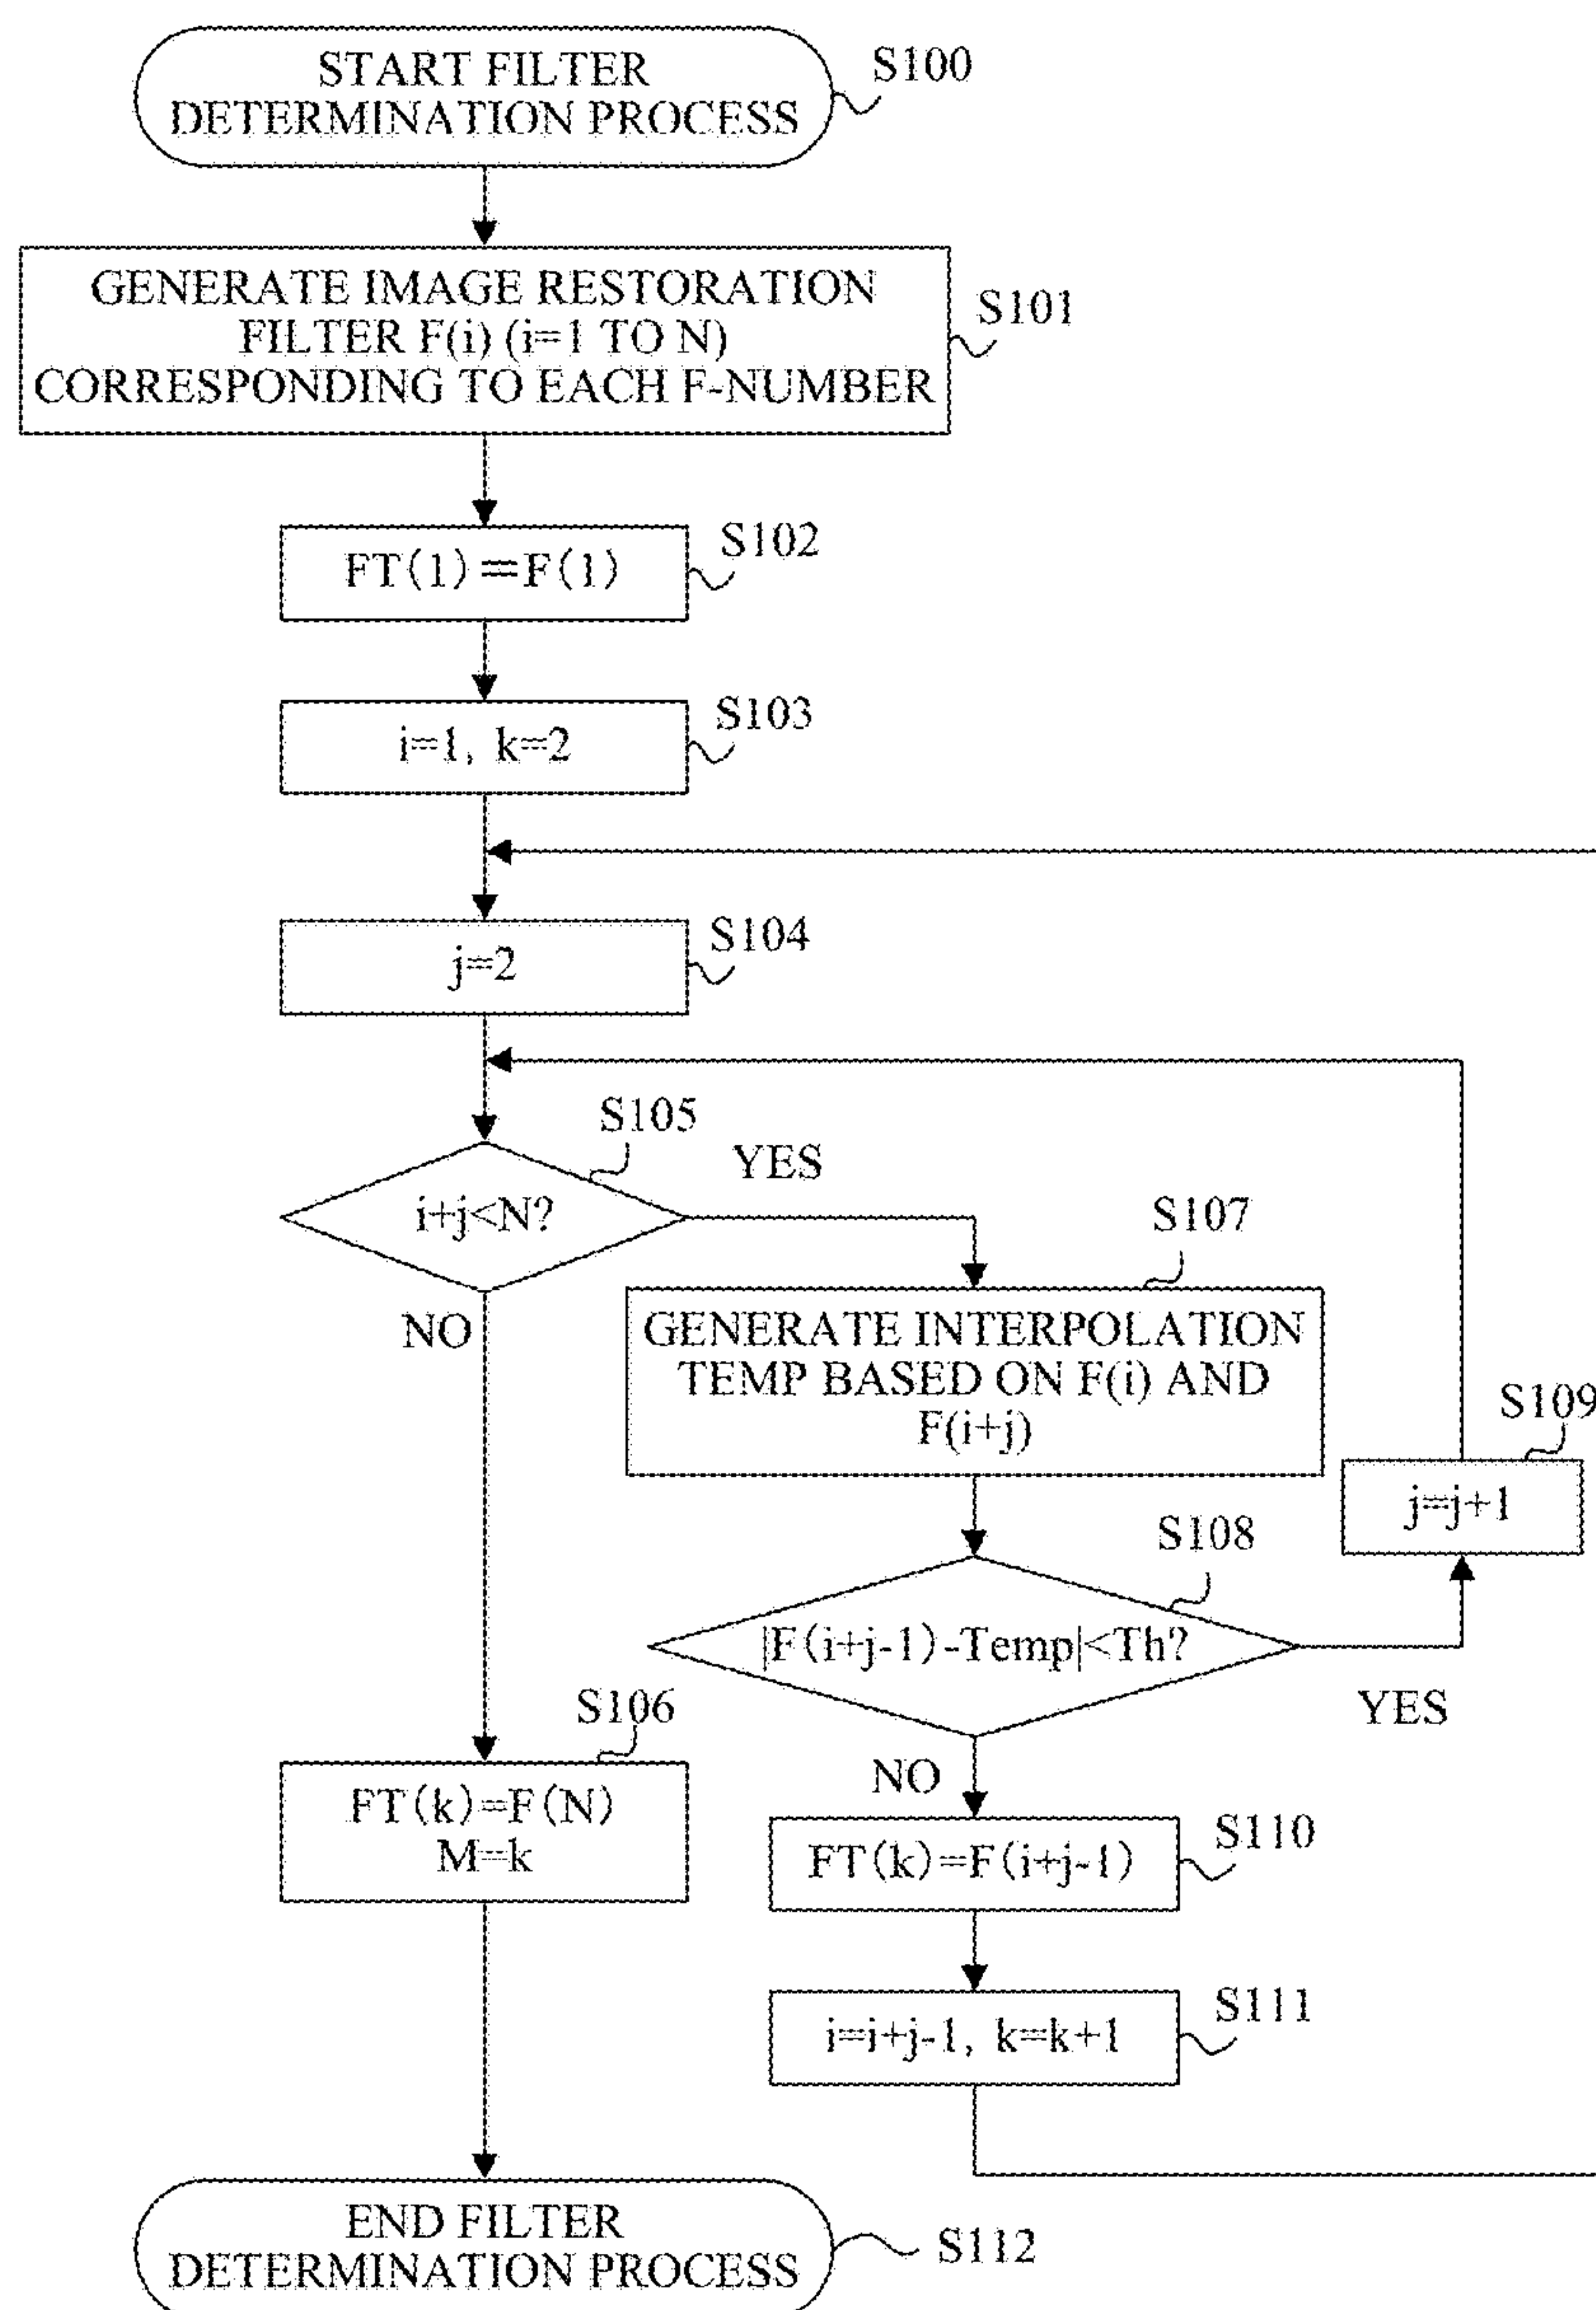 START FILTER
DETERMINATION PROCESS
S100
GENERATE IMAGE RESTORATION
FILTER F(i) (i=1 TO N)
CORRESPONDING TO EACH F-NUMBER
S101
FT(1)=F(1)
S102
i=1, k=2
S103
j=2
S104
i+j<N?
S105
YES
NO
GENERATE INTERPOLATION
TEMP BASED ON F(i) AND
F(i+j)
S107
j=j+1
S109
|F(i+j-1)-Temp|<Th?
S108
YES
NO
FT(k)=F(N)
M=k
S106
FT(k)=F(i+j-1)
S110
i=i+j-1, k=k+1
S111
END FILTER
DETERMINATION PROCESS
S112